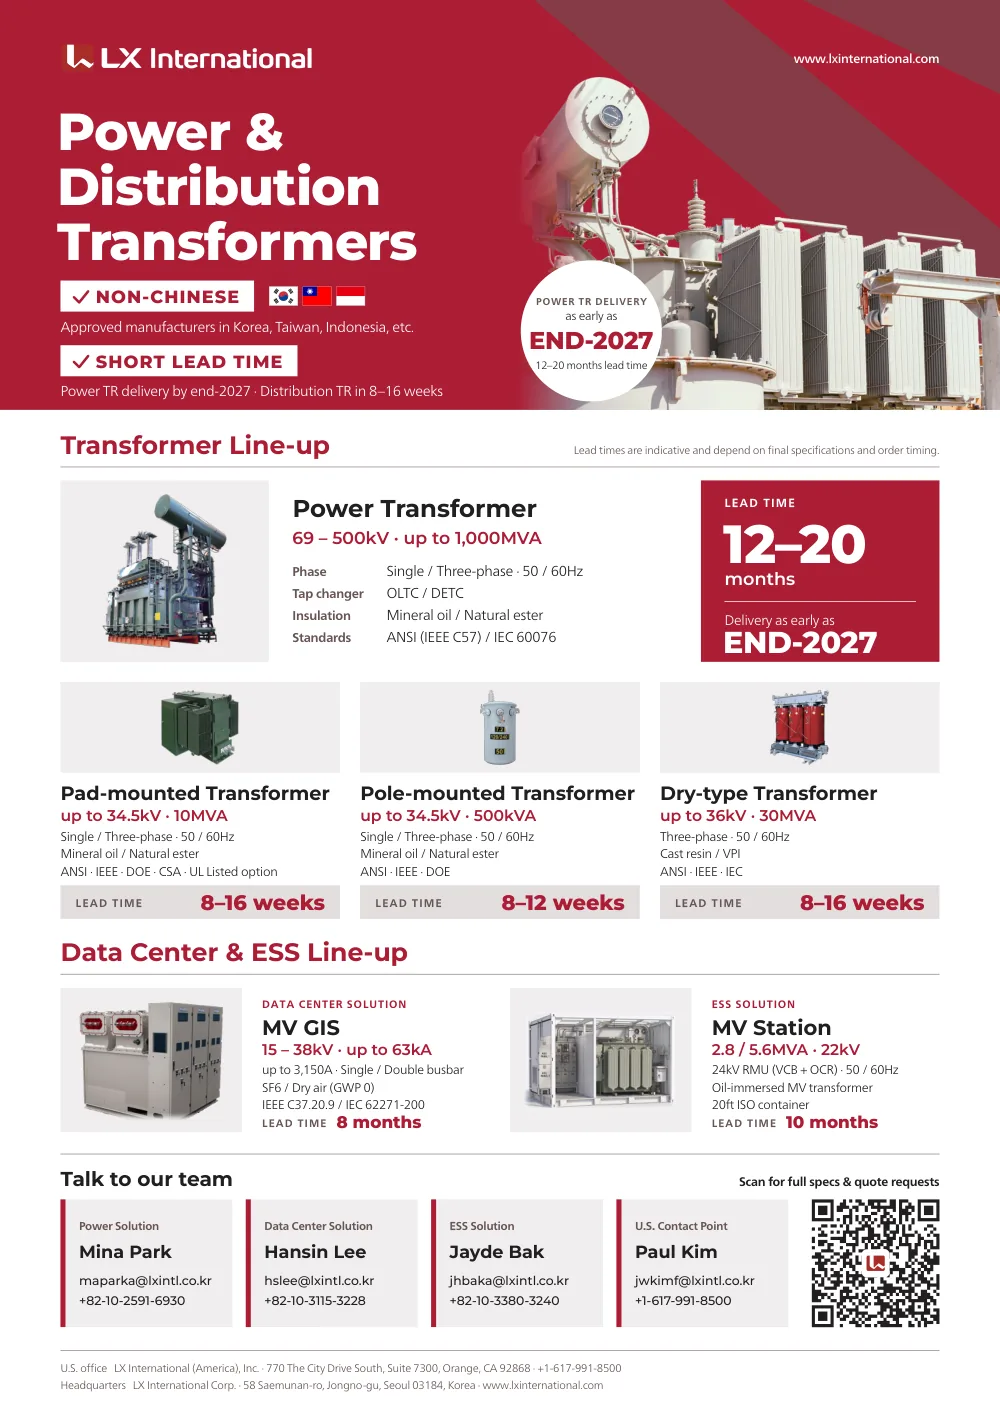 LX International
www.lxinternational.com
Power &
Distribution
Transformers
NON-CHINESE
Approved manufacturers in Korea, Taiwan, Indonesia, etc.
SHORT LEAD TIME
Power TR delivery by end-2027 · Distribution TR in 8–16 weeks
POWER TR DELIVERY
as early as
END-2027
12–20 months lead time
Transformer Line-up
Lead times are indicative and depend on final specifications and order timing.
Power Transformer
69 – 500kV · up to 1,000MVA
Phase Single / Three-phase · 50 / 60Hz
Tap changer OLTC / DETC
Insulation Mineral oil / Natural ester
Standards ANSI (IEEE C57) / IEC 60076
LEAD TIME
12–20
months
Delivery as early as
END-2027
Pad-mounted Transformer
up to 34.5kV · 10MVA
Single / Three-phase · 50 / 60Hz
Mineral oil / Natural ester
ANSI · IEEE · DOE · CSA · UL Listed option
LEAD TIME 8–16 weeks
Pole-mounted Transformer
up to 34.5kV · 500kVA
Single / Three-phase · 50 / 60Hz
Mineral oil / Natural ester
ANSI · IEEE · DOE
LEAD TIME 8–12 weeks
Dry-type Transformer
up to 36kV · 30MVA
Three-phase · 50 / 60Hz
Cast resin / VPI
ANSI · IEEE · IEC
LEAD TIME 8–16 weeks
Data Center & ESS Line-up
DATA CENTER SOLUTION
MV GIS
15 – 38kV · up to 63kA
up to 3,150A · Single / Double busbar
SF6 / Dry air (GWP 0)
IEEE C37.20.9 / IEC 62271-200
LEAD TIME 8 months
ESS SOLUTION
MV Station
2.8 / 5.6MVA · 22kV
24kV RMU (VCB + OCR) · 50 / 60Hz
Oil-immersed MV transformer
20ft ISO container
LEAD TIME 10 months
Talk to our team
Scan for full specs & quote requests
Power Solution
Mina Park
maparka@lxintl.co.kr
+82-10-2591-6930
Data Center Solution
Hansin Lee
hslee@lxintl.co.kr
+82-10-3115-3228
ESS Solution
Jayde Bak
jhbaka@lxintl.co.kr
+82-10-3380-3240
U.S. Contact Point
Paul Kim
jwkimf@lxintl.co.kr
+1-617-991-8500
U.S. office LX International (America), Inc. · 770 The City Drive South, Suite 7300, Orange, CA 92868 · +1-617-991-8500
Headquarters LX International Corp. · 58 Saemunan-ro, Jongno-gu, Seoul 03184, Korea · www.lxinternational.com